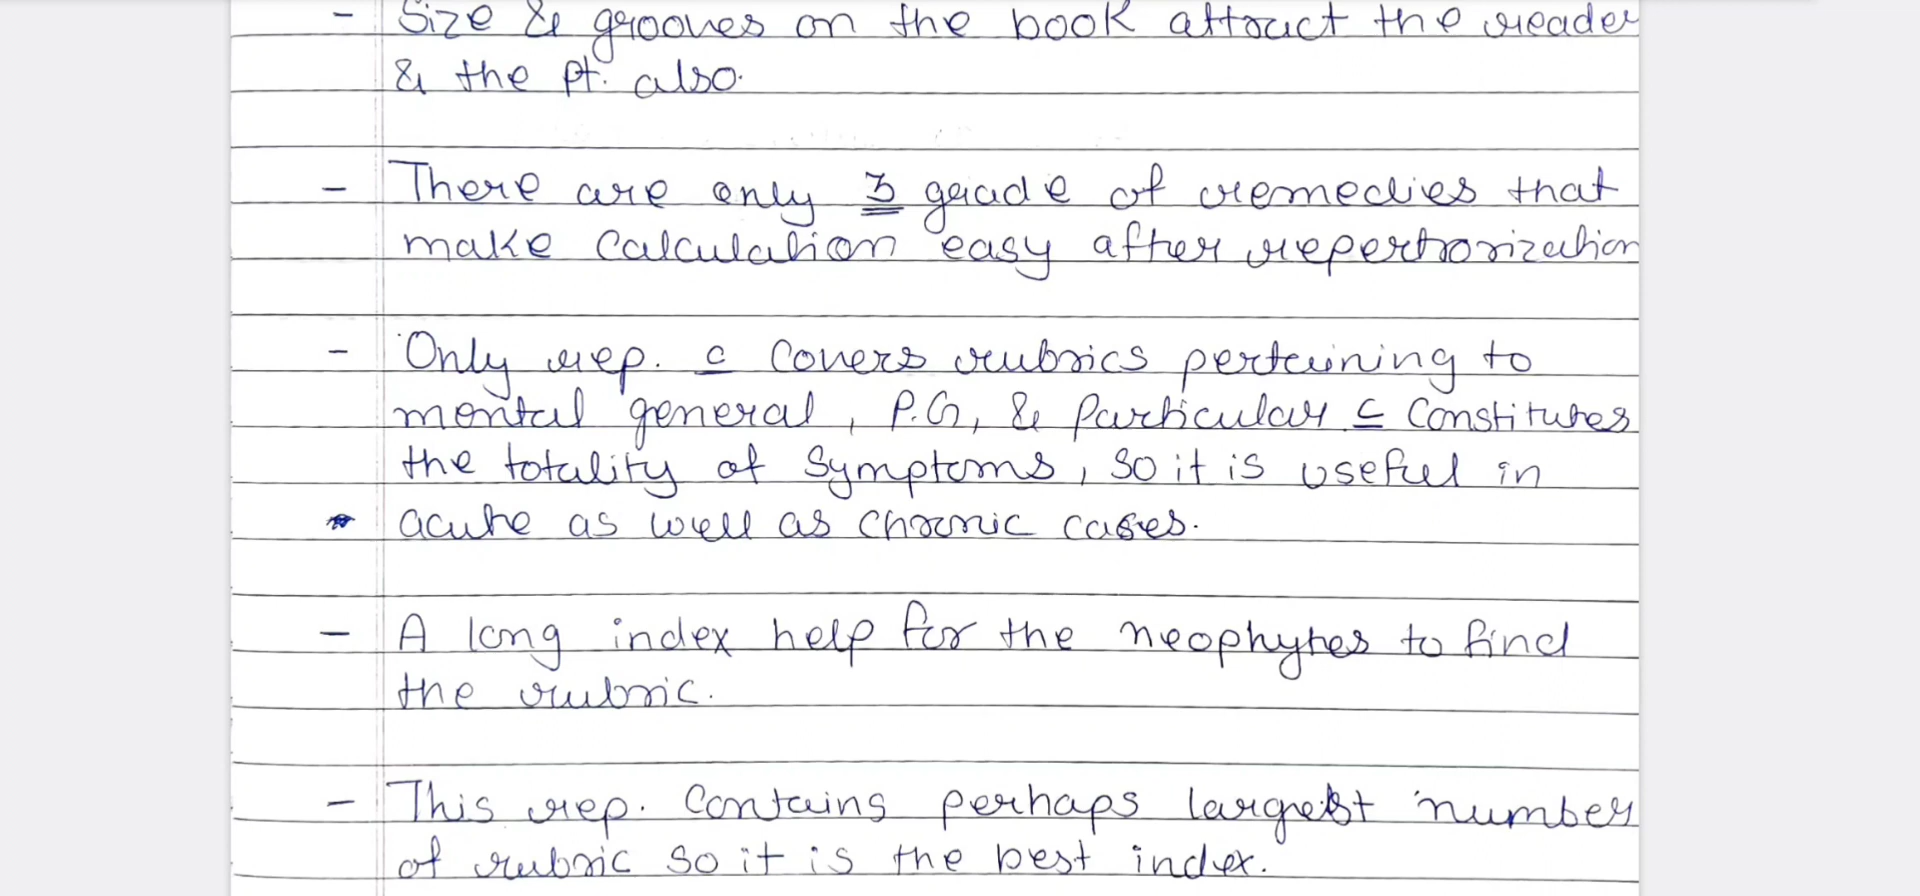 - Size & grooves on the book attract the reader
& the pt. also.
- There are only 3 grade of remedies that
make calculation easy after repertrorization
- Only rep. c covers rubrics pertaining to
mental general, P.G, & Particular c Constitutes
the totality of Symptoms, so it is useful in
acute as well as chronic cases.
- A long index help for the neophytes to find
the rubric.
- This rep. Contains perhaps largest number
of rubric so it is the best index.